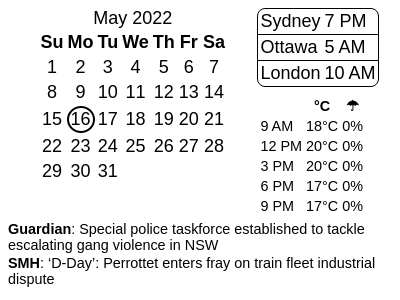 May 2022
Su Mo Tu We Th Fr Sa
1 2 3 4 5 6 7
8 9 10 11 12 13 14
15 16 17 18 19 20 21
22 23 24 25 26 27 28
29 30 31
Sydney 7 PM
Ottawa 5 AM
London 10 AM
°C ☂
9 AM 18°C 0%
12 PM 20°C 0%
3 PM 20°C 0%
6 PM 17°C 0%
9 PM 17°C 0%
Guardian: Special police taskforce established to tackle
escalating gang violence in NSW
SMH: ‘D-Day’: Perrottet enters fray on train fleet industrial
dispute